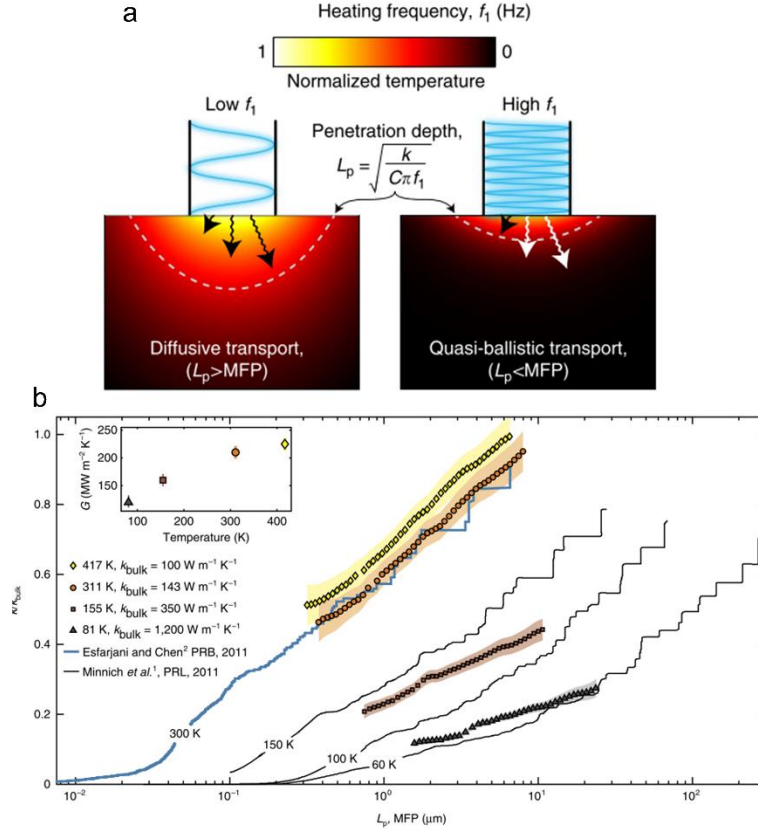 a
Heating frequency, f₁ (Hz)
1
0
Normalized temperature
Low f₁
High f₁
Penetration depth,
Lₚ = √(k / Cπf₁)
Diffusive transport,
(Lₚ>MFP)
Quasi-ballistic transport,
(Lₚ<MFP)
b
1.0
0.8
0.6
0.4
0.2
0
κ/κbulk
G (MW m⁻² K⁻¹)
250
200
150
100
200
300
400
Temperature (K)
417 K, kbulk = 100 W m⁻¹ K⁻¹
311 K, kbulk = 143 W m⁻¹ K⁻¹
155 K, kbulk = 350 W m⁻¹ K⁻¹
81 K, kbulk = 1,200 W m⁻¹ K⁻¹
Esfarjani and Chen² PRB, 2011
Minnich et al.¹, PRL, 2011
300 K
150 K
100 K
60 K
10⁻²
10⁻¹
10⁰
10¹
10²
Lₚ, MFP (μm)